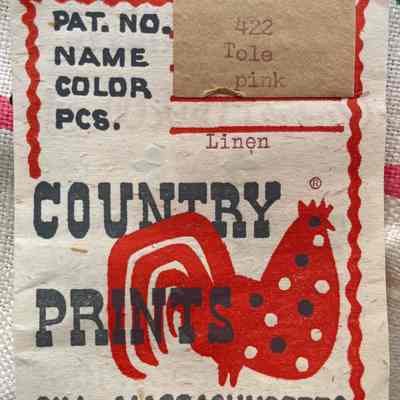 PAT. NO. 422
NAME Tole
COLOR pink
PCS.
Linen
COUNTRY ®
PRINTS